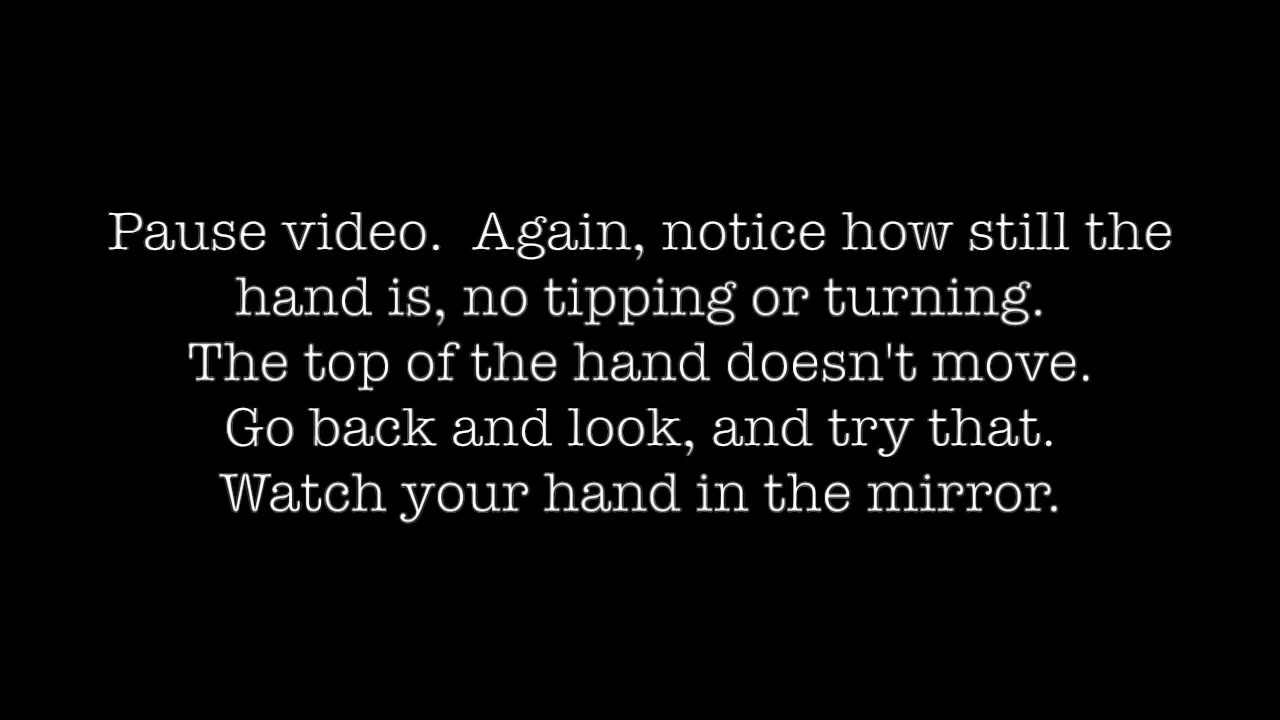 Pause video.  Again, notice how still the
hand is, no tipping or turning.
The top of the hand doesn't move.
Go back and look, and try that.
Watch your hand in the mirror.